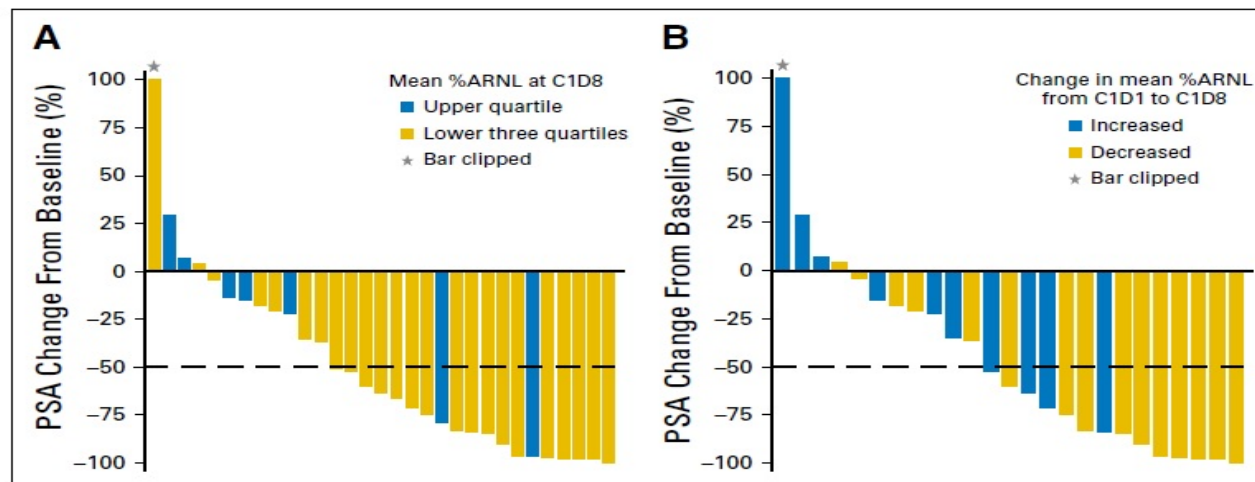 A
PSA Change From Baseline (%)
100
75
50
25
0
−25
−50
−75
−100
Mean %ARNL at C1D8
Upper quartile
Lower three quartiles
Bar clipped
B
PSA Change From Baseline (%)
100
75
50
25
0
−25
−50
−75
−100
Change in mean %ARNL
from C1D1 to C1D8
Increased
Decreased
Bar clipped